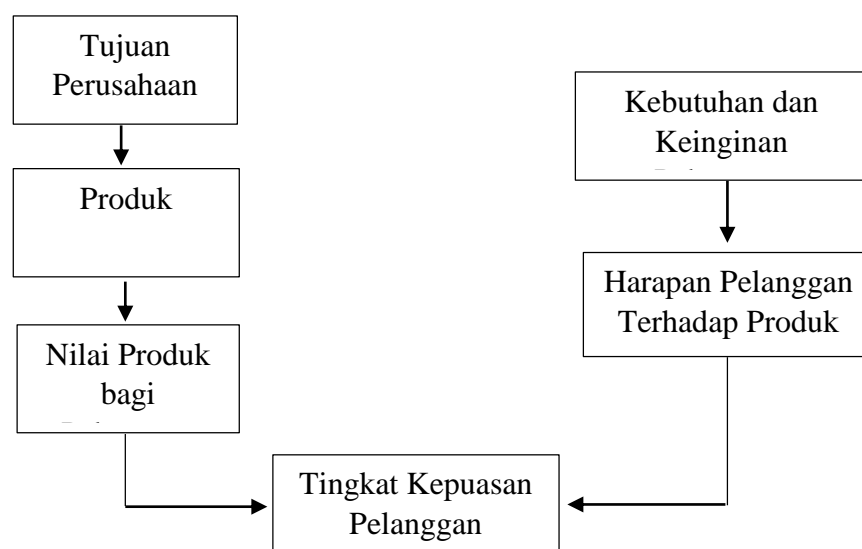 Tujuan
Perusahaan
Produk
Nilai Produk
bagi
Kebutuhan dan
Keinginan
Harapan Pelanggan
Terhadap Produk
Tingkat Kepuasan
Pelanggan